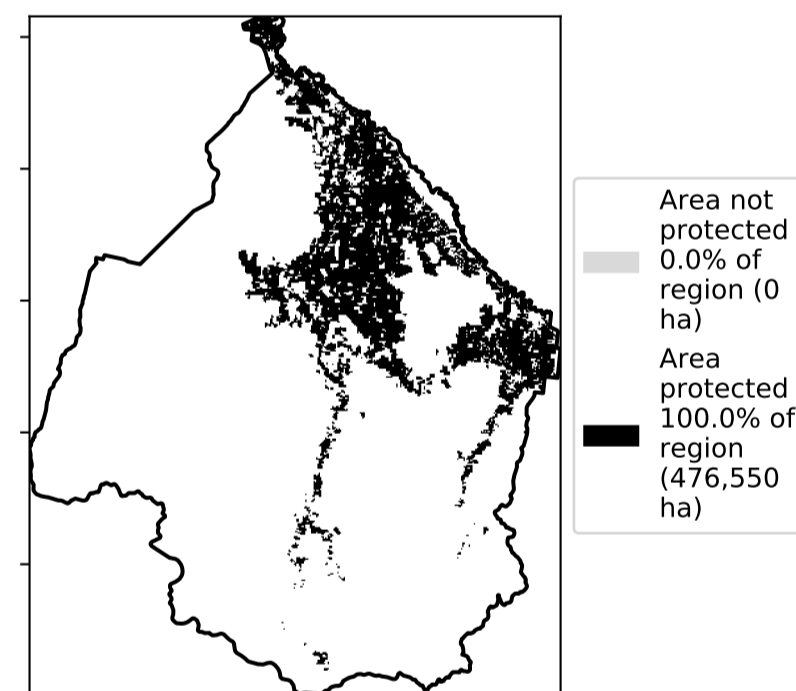 Area not
protected
0.0% of
region (0
ha)
Area
protected
100.0% of
region
(476,550
ha)